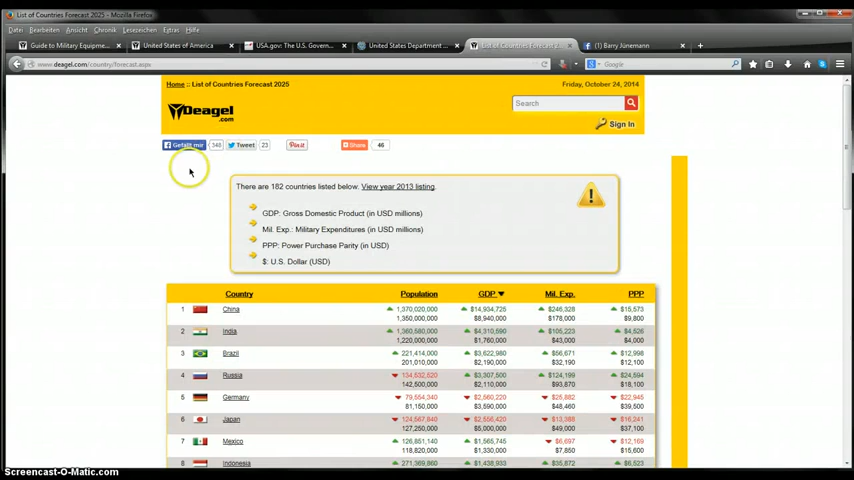 List of Countries Forecast 2025 - Mozilla Firefox
Datei Bearbeiten Ansicht Chronik Lesezeichen Extras Hilfe
Guide to Military Equipme... United States of America USA.gov: The U.S. Govern... United States Department ... List of Countries Forecast 2... Barry Jünemann
www.deagel.com/country/forecast.aspx Google
Home :: List of Countries Forecast 2025 Friday, October 24, 2014
Deagel.com Search
Sign In
Gefällt mir 348 Tweet 23 Pin it Share 46
There are 182 countries listed below. View year 2013 listing.
GDP: Gross Domestic Product (in USD millions)
Mil. Exp.: Military Expenditures (in USD millions)
PPP: Power Purchase Parity (in USD)
$: U.S. Dollar (USD)
Country Population GDP Mil. Exp. PPP
1 China 1,370,020,000 $14,934,725 $246,328 $15,573
1,350,000,000 $8,940,000 $178,000 $9,800
2 India 1,360,580,000 $4,310,590 $105,223 $4,526
1,220,000,000 $1,760,000 $43,000 $4,000
3 Brazil 221,414,000 $3,622,980 $56,671 $12,998
201,010,000 $2,190,000 $32,190 $12,100
4 Russia 134,532,520 $3,307,500 $124,199 $24,594
142,500,000 $2,110,000 $93,870 $18,100
5 Germany 79,554,340 $2,560,220 $25,882 $22,945
81,150,000 $3,590,000 $48,460 $39,500
6 Japan 124,567,840 $2,556,420 $13,388 $16,241
127,250,000 $5,000,000 $49,000 $37,100
7 Mexico 126,851,140 $1,565,745 $6,697 $12,169
118,820,000 $1,330,000 $7,850 $15,600
8 Indonesia 271,369,860 $1,438,933 $35,872 $6,523
Screencast-O-Matic.com